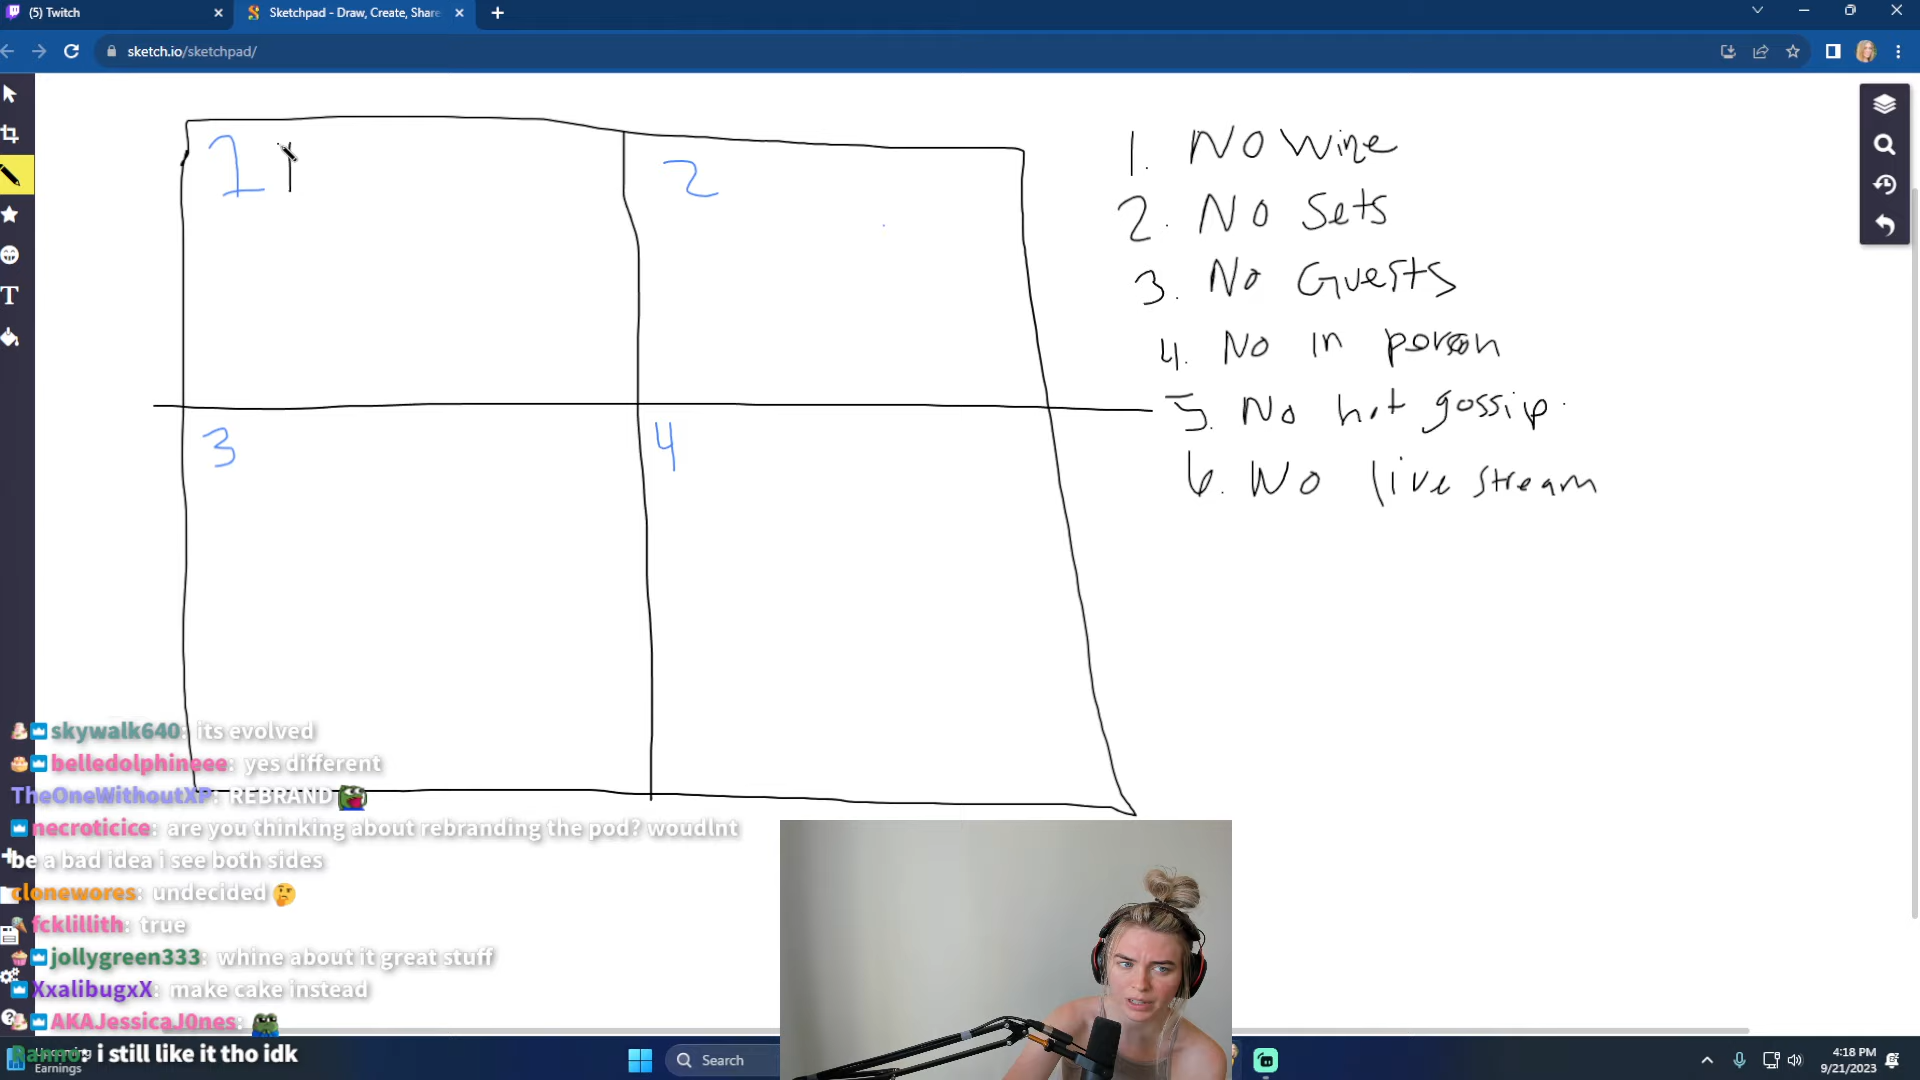 (5) Twitch
Sketchpad - Draw, Create, Share
sketch.io/sketchpad/
1
2
3
4
1. No Wine
2. No Sets
3. No Guests
4. No in person
5. No hot gossip
6. No live stream
T
skywalk640: its evolved
belledolphineee: yes different
TheOneWithoutXP: REBRAND
necroticice: are you thinking about rebranding the pod? woudlnt
be a bad idea i see both sides
clonewores: undecided
fcklillith: true
jollygreen333: whine about it great stuff
XxalibugxX: make cake instead
AKAJessicaJ0nes:
: i still like it tho idk
Upcoming
Earnings
Search
4:18 PM
9/21/2023